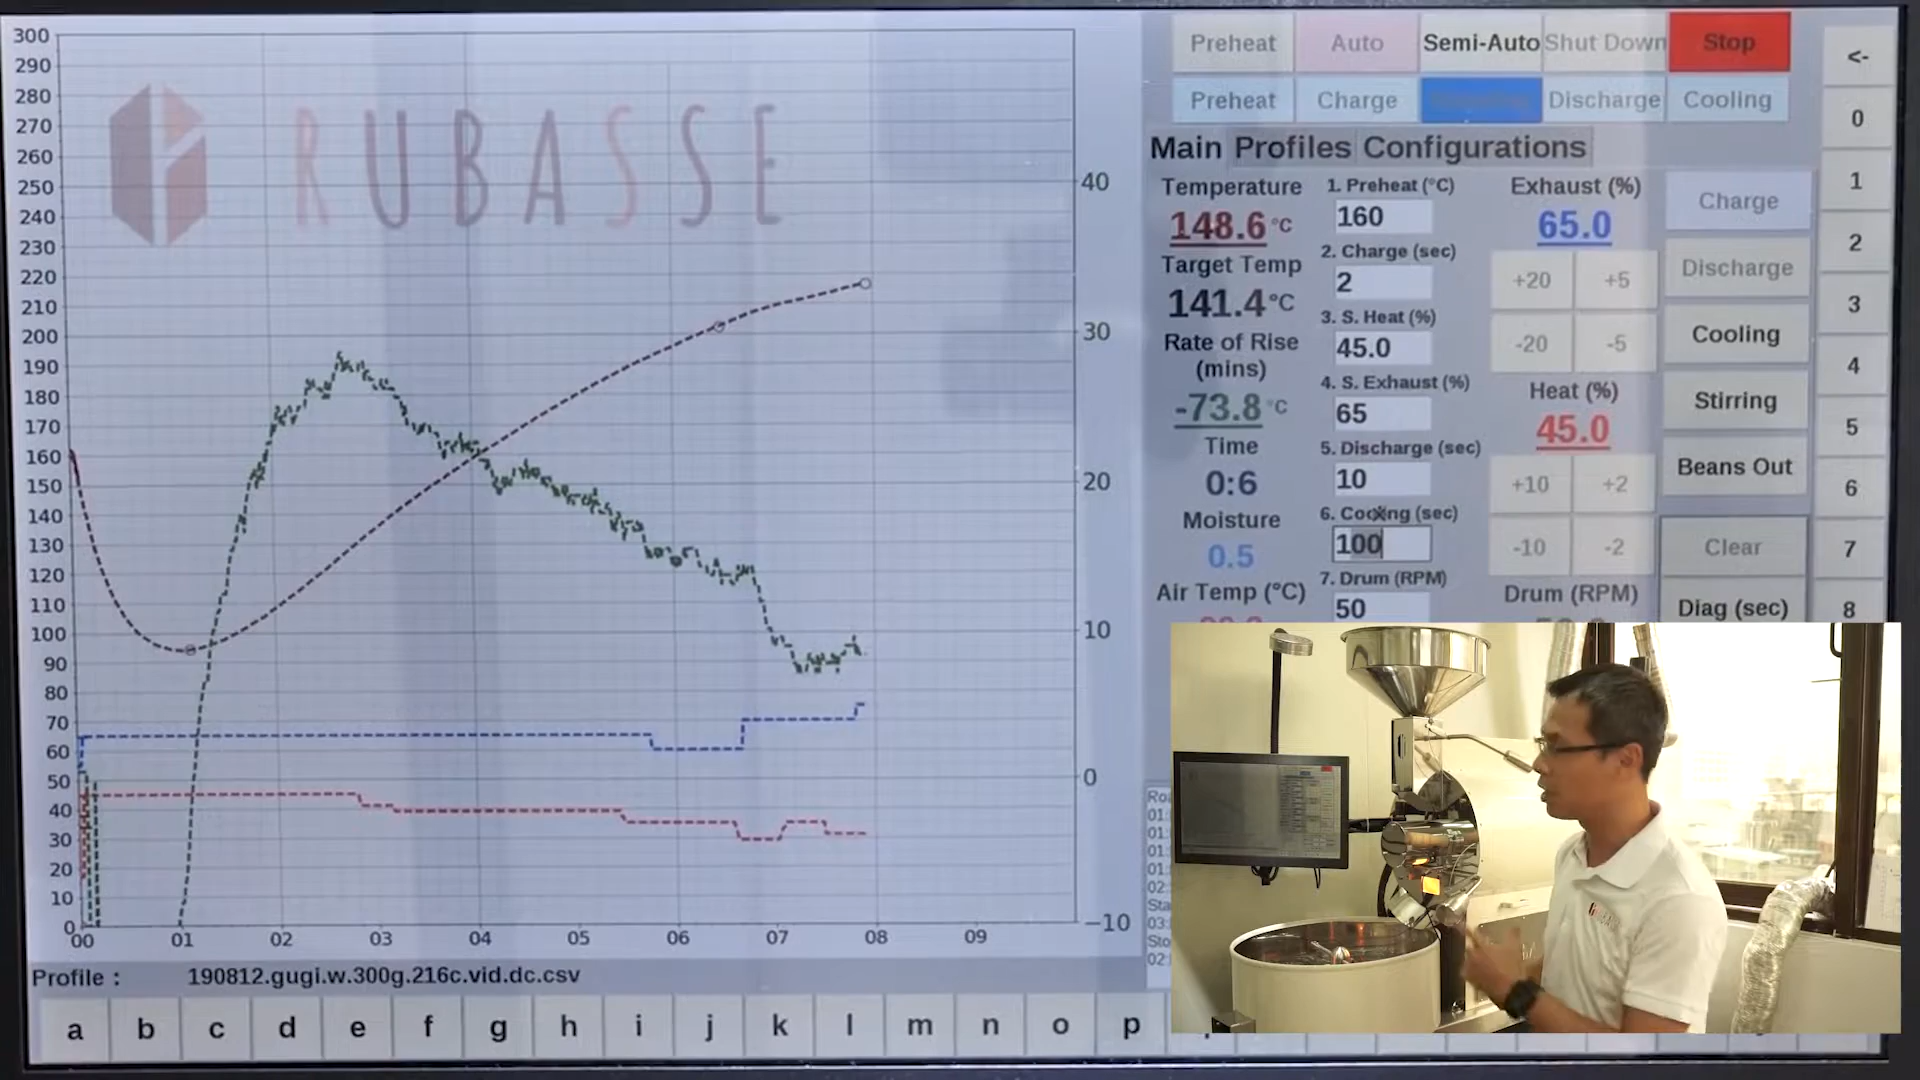 RUBASSE
300
290
280
270
260
250
240
230
220
210
200
190
180
170
160
150
140
130
120
110
100
90
80
70
60
50
40
30
20
10
0
40
30
20
10
0
-10
00 01 02 03 04 05 06 07 08 09
Profile : 190812.gugi.w.300g.216c.vid.dc.csv
a b c d e f g h i j k l m n o p
Preheat Auto Semi-Auto Shut Down Stop
Preheat Charge Discharge Cooling
Main Profiles Configurations
Temperature
148.6 °C
Target Temp
141.4 °C
Rate of Rise
(mins)
-73.8 °C
Time
0:6
Moisture
0.5
Air Temp (°C)
1. Preheat (°C)
160
2. Charge (sec)
2
3. S. Heat (%)
45.0
4. S. Exhaust (%)
65
5. Discharge (sec)
10
6. Cooling (sec)
100
7. Drum (RPM)
50
Exhaust (%)
65.0
+20 +5
-20 -5
Heat (%)
45.0
+10 +2
-10 -2
Drum (RPM)
Charge
Discharge
Cooling
Stirring
Beans Out
Clear
Diag (sec)
<-
0
1
2
3
4
5
6
7
8